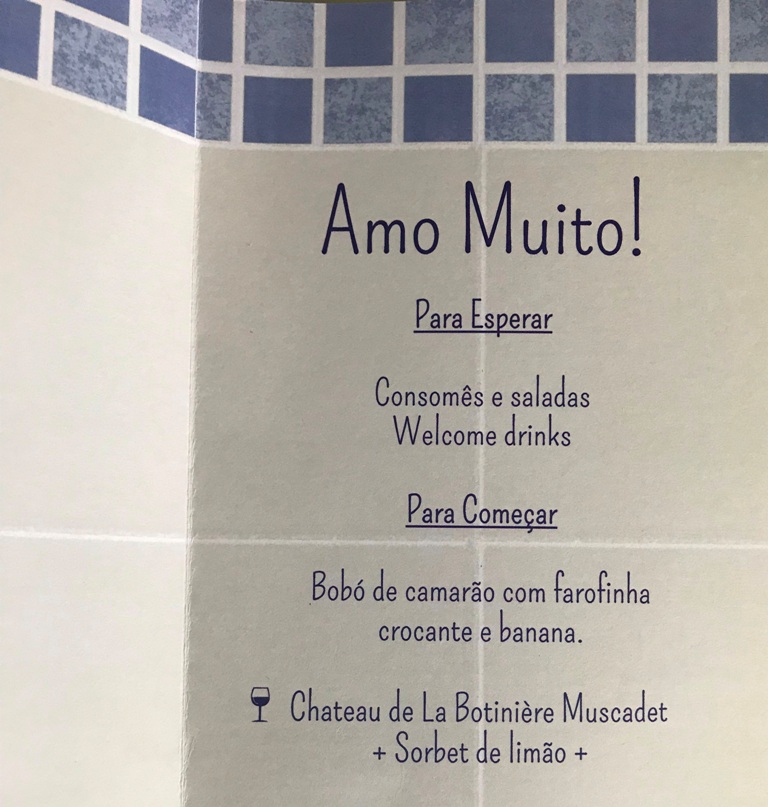 Amo Muito!
Para Esperar
Consomês e saladas
Welcome drinks
Para Começar
Bobó de camarão com farofinha
crocante e banana.
Chateau de La Botinière Muscadet
+ Sorbet de limão +